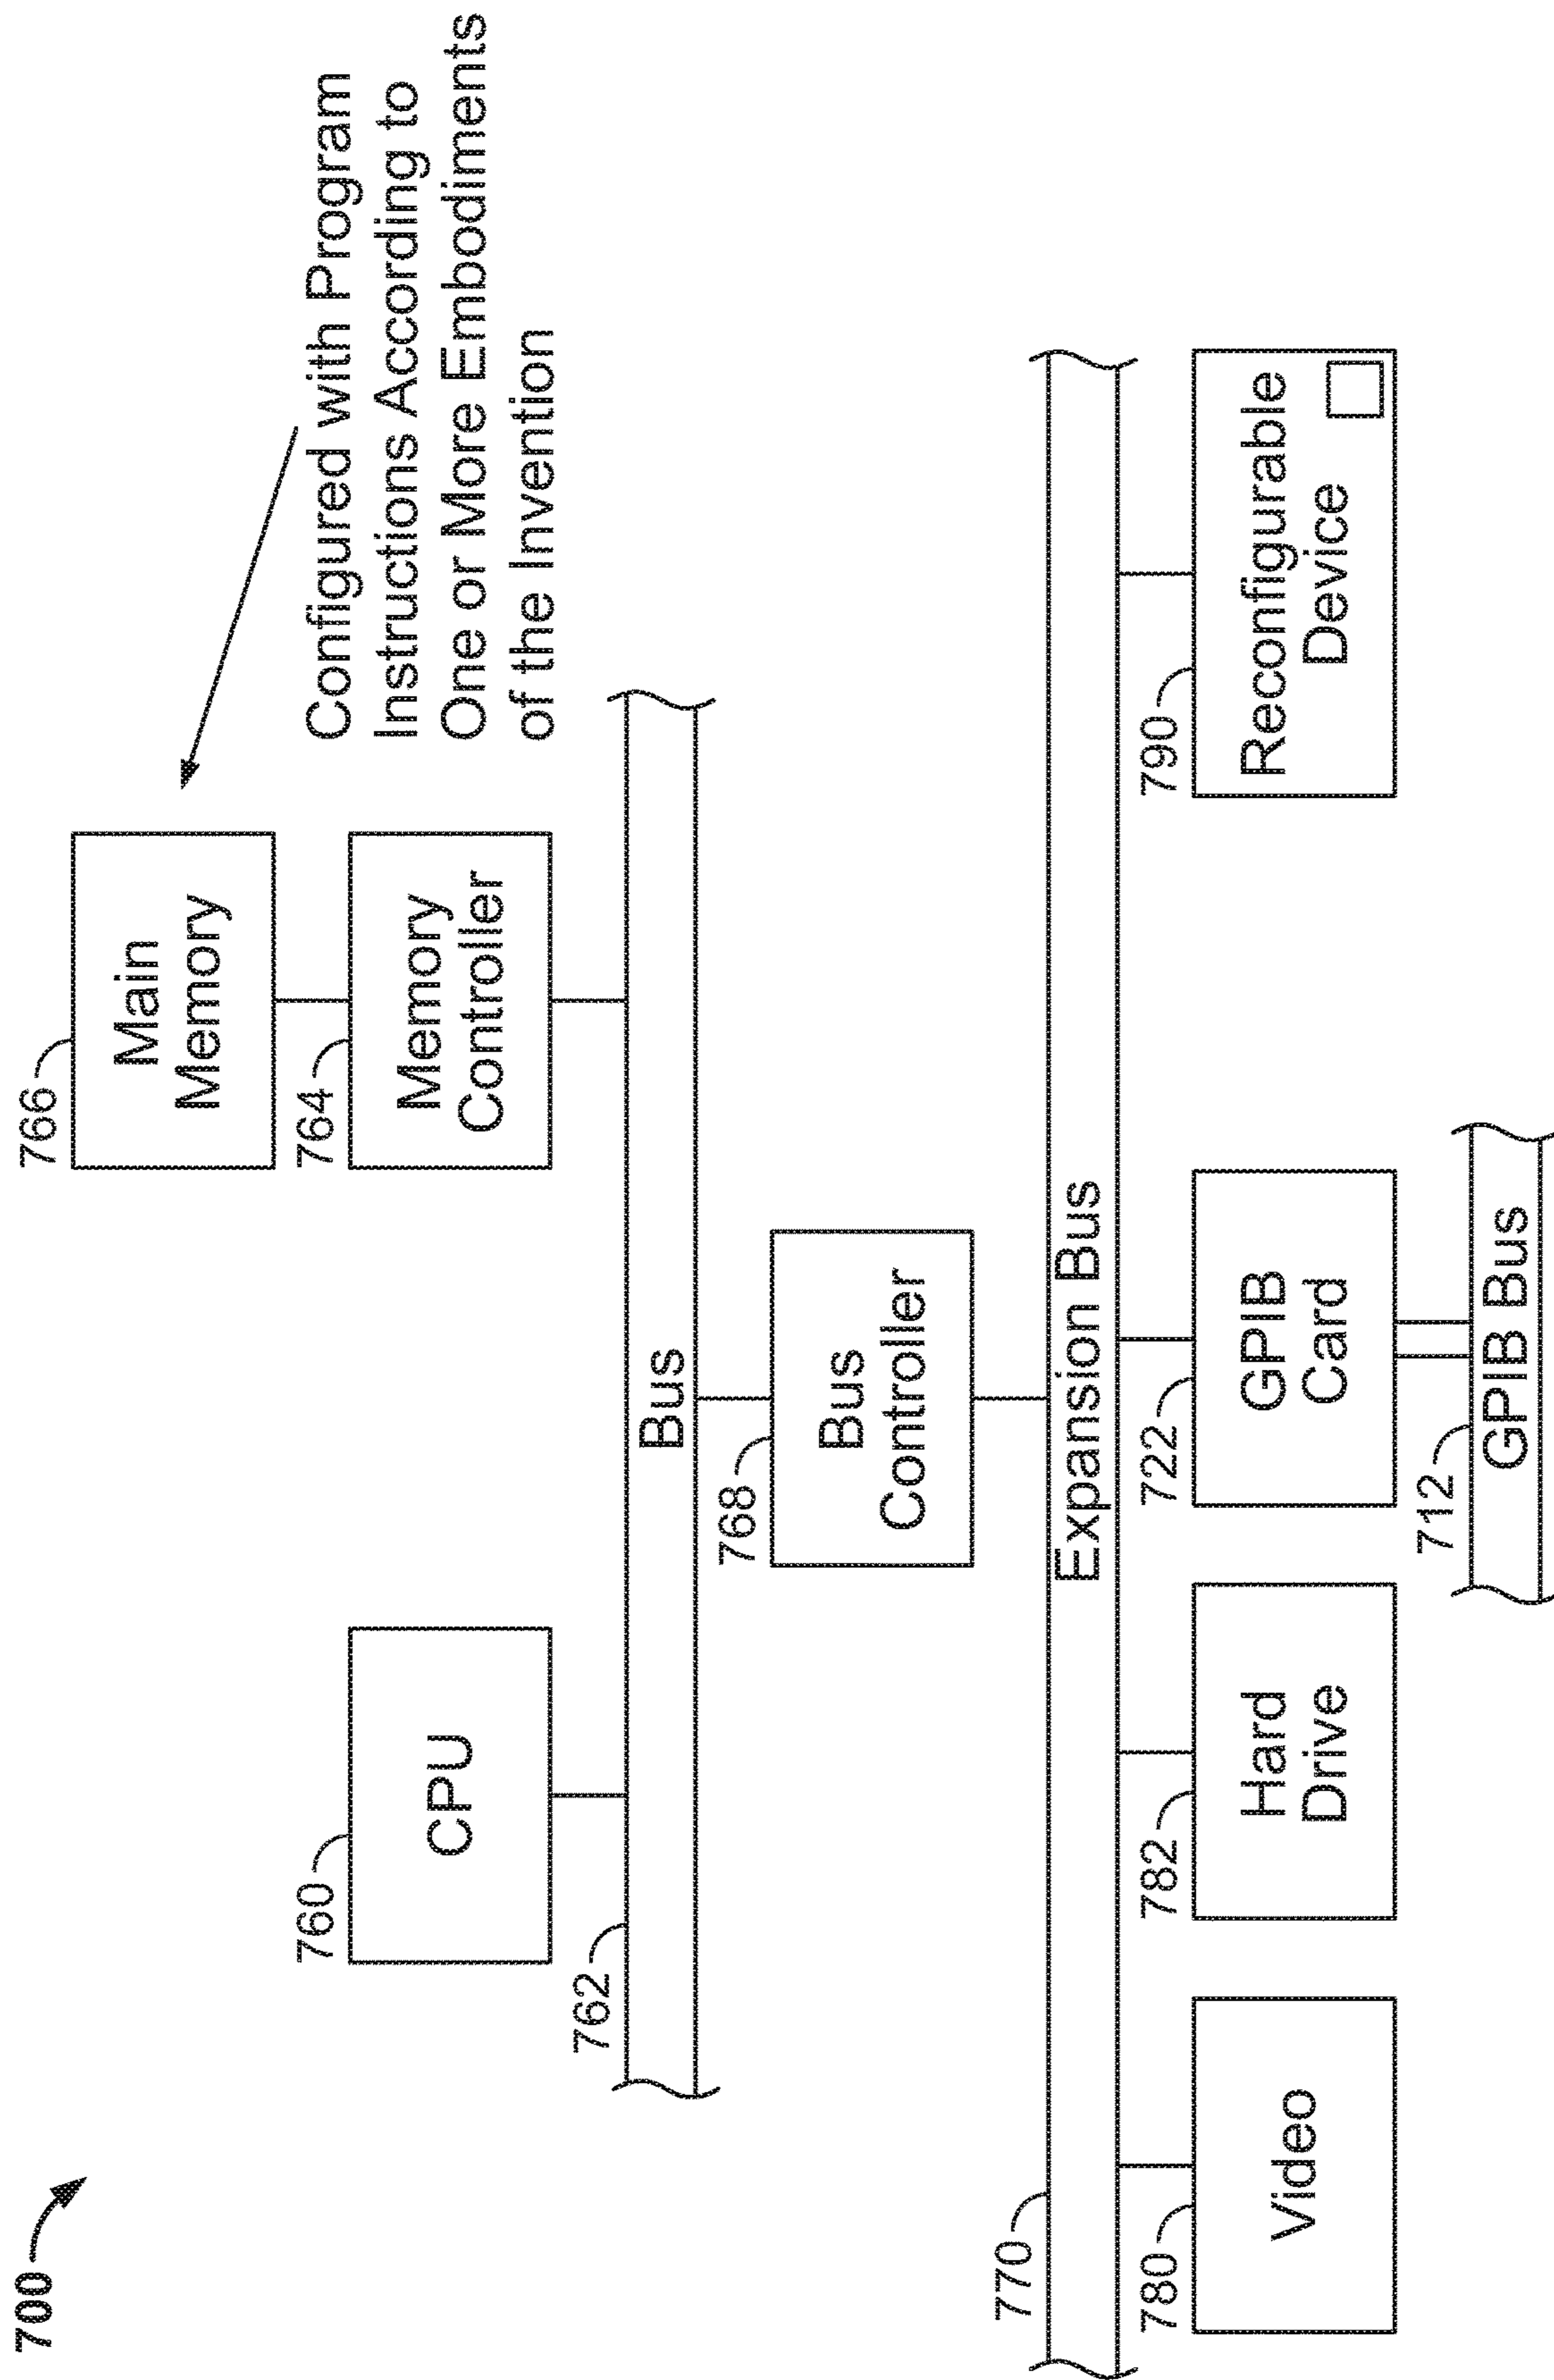 700
766
Main
Memory
Configured with Program
Instructions According to
One or More Embodiments
of the Invention
760
CPU
764
Memory
Controller
762
Bus
768
Bus
Controller
770
Expansion Bus
780
Video
782
Hard
Drive
722
GPIB
Card
790
Reconfigurable
Device
712
GPIB Bus